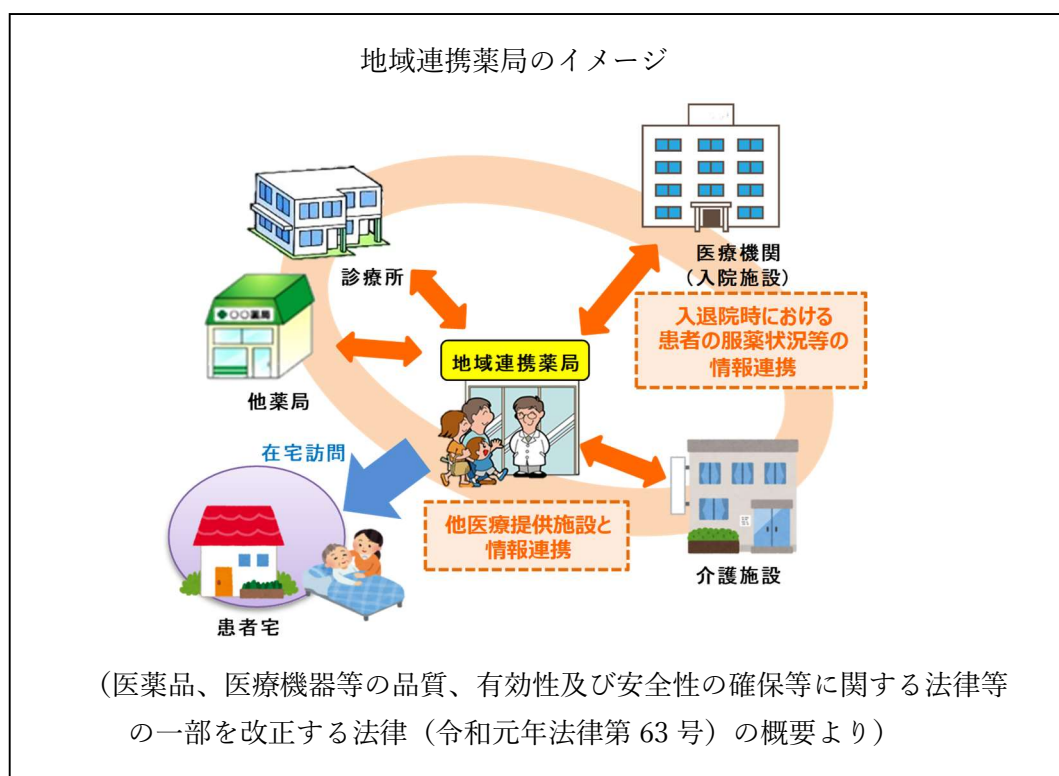 地域連携薬局のイメージ
診療所
医療機関
(入院施設)
入退院時における
患者の服薬状況等の
情報連携
○○薬局
他薬局
地域連携薬局
在宅訪問
他医療提供施設と
情報連携
介護施設
患者宅
（医薬品、医療機器等の品質、有効性及び安全性の確保等に関する法律等
の一部を改正する法律（令和元年法律第 63 号）の概要より）